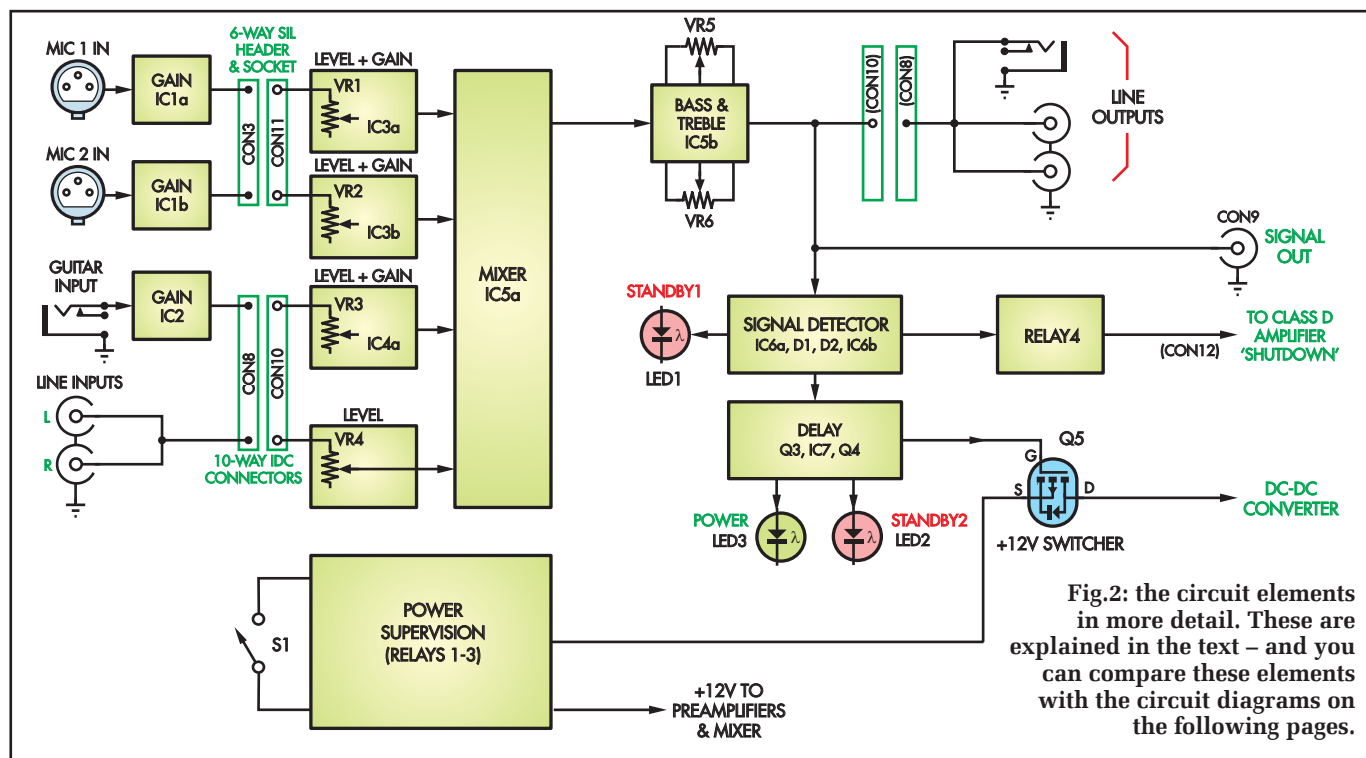 MIC 1 IN
GAIN
IC1a
6-WAY SIL
HEADER
& SOCKET
CON3
CON11
LEVEL + GAIN
VR1
IC3a
MIC 2 IN
GAIN
IC1b
LEVEL + GAIN
VR2
IC3b
GUITAR
INPUT
GAIN
IC2
LEVEL + GAIN
VR3
IC4a
CON8
CON10
LINE INPUTS
L
R
10-WAY IDC
CONNECTORS
LEVEL
VR4
MIXER
IC5a
VR5
BASS &
TREBLE
IC5b
VR6
(CON10)
(CON8)
LINE
OUTPUTS
CON9
SIGNAL
OUT
STANDBY1
λ
LED1
SIGNAL DETECTOR
IC6a, D1, D2, IC6b
RELAY4
(CON12)
TO CLASS D
AMPLIFIER
‘SHUTDOWN’
DELAY
Q3, IC7, Q4
POWER
LED3
λ
STANDBY2
LED2
λ
Q5
G
S
D
+12V SWITCHER
DC-DC
CONVERTER
S1
POWER
SUPERVISION
(RELAYS 1-3)
+12V TO
PREAMPLIFIERS
& MIXER
Fig.2: the circuit elements
in more detail. These are
explained in the text – and you
can compare these elements
with the circuit diagrams on
the following pages.